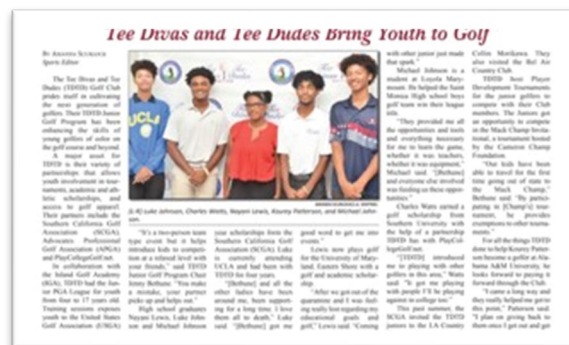 Tee Divas and Tee Dudes Bring Youth to Golf
By Amanda Scurlock
Sports Editor
The Tee Divas and Tee
Dudes (TDTD) Golf Club
prides itself in cultivating
the next generation of
golfers. Their TDTD Junior
Golf Program has been
enhancing the skills of
young golfers of color on
the golf course and beyond.
A major asset for
TDTD is their variety of
partnerships that allows
youth involvement in tour-
naments, academia and ath-
letic scholarships, and
access to golf apparel.
Their partners include the
Southern California Golf
Association (SCGA),
Advocates Professional
Golf Association (APGA)
and PlayCollegeGolf.net.
In collaboration with
the Inland Golf Academy
(IGA), TDTD had the Jun-
ior PGA League for youth
from four to 17 years old.
Training sessions expose
youth to the United States
Golf Association (USGA)
UCLA
(L-R) Luke Johnson, Charles Watts, Nayani Lewis, Kourey Patterson, and Michael John-
son.
"It's a two-person team
type event that it helps
introduce kids to competi-
tion at a relaxed level with
your friends," said TDTD
Junior Golf Program Chair
Jenny Bethune. "You make
a mistake, your partner
picks up and helps out."
High school graduates
Nayani Lewis, Luke John-
son and Michael Johnson
year scholarships form the
Southern California Golf
Association (SCGA). Luke
is currently attending
UCLA and had been with
TDTD for four years.
"[Bethune] and all the
other ladies have been
around me, been support-
ing for a long time. I love
them all to death," Luke
said. "[Bethune] got me
good word to get me into
events."
Lewis now plays golf
for the University of Mary-
land, Eastern Shore with a
golf and academic scholar-
ship.
"After we got out of the
quarantine and I was feel-
ing really lost regarding my
educational goals and
golf," Lewis said. "Coming
with other junior just made
that spark."
Michael Johnson is a
student at Loyola Mary-
mount. He helped the Saint
Monica High school boys
golf team win their league
title.
"They provided me all
the opportunities and tools
and everything necessary
for me to learn the game,
whether it was teachers,
whether it was equipment,"
Michael said. "[Bethune]
and everyone else involved
was feeding us these oppor-
tunities."
Charles Watts earned a
golf scholarship from
Southern University with
the help of a partnership
TDTD has with PlayCol-
legeGolf.net.
"[TDTD] introduced
me to playing with other
golfers in this area," Watts
said. "It got me playing
with people I'll be playing
against in college too."
This past summer, the
SCGA invited the TDTD
juniors to the LA Country
Collin Morikawa. They
also visited the Bel Air
Country Club.
TDTD host Player
Development Tournaments
for the junior golfers to
compete with their Club
members. The Juniors got
an opportunity to compete
in the Mack Champ Invita-
tional, a tournament hosted
by the Cameron Champ
Foundation.
"Our kids have been
able to travel for the first
time going out of state to
the Mack Champ,"
Bethune said. "By partici-
pating in [Champ's] tour-
nament, he provides
exemptions to other tourna-
ments."
For all the things TDTD
done to help Kourey Patter-
son become a golfer at Ala-
bama A&M University, he
looks forward to paying it
forward through the Club.
"I came a long way and
they really helped me get to
this point," Patterson said.
"I plan on giving back to
them once I get out and get